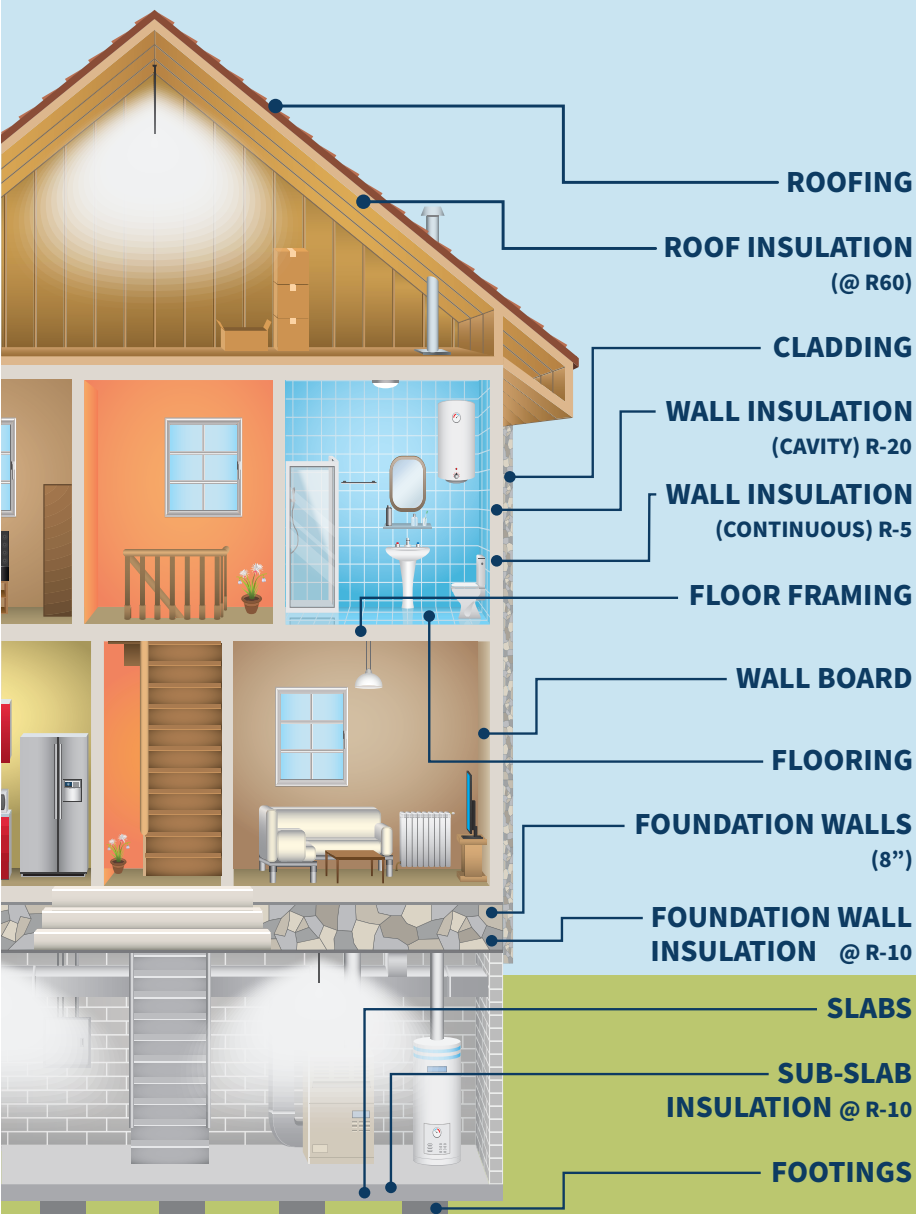 ROOFING
ROOF INSULATION
(@ R60)
CLADDING
WALL INSULATION
(CAVITY) R-20
WALL INSULATION
(CONTINUOUS) R-5
FLOOR FRAMING
WALL BOARD
FLOORING
FOUNDATION WALLS
(8”)
FOUNDATION WALL
INSULATION @ R-10
SLABS
SUB-SLAB
INSULATION @ R-10
FOOTINGS